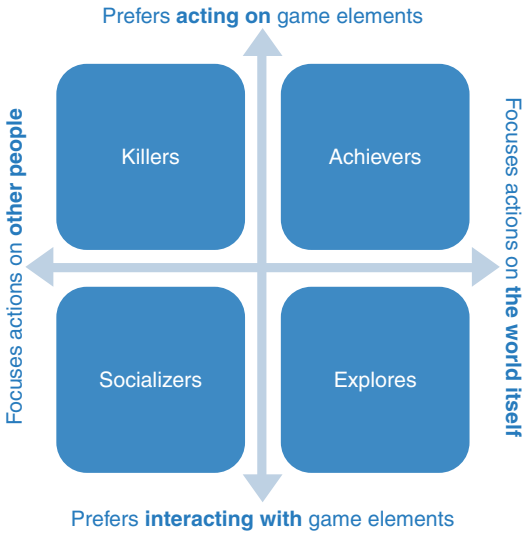 Prefers acting on game elements
Focuses actions on other people
Killers
Achievers
Focuses actions on the world itself
Socializers
Explores
Prefers interacting with game elements